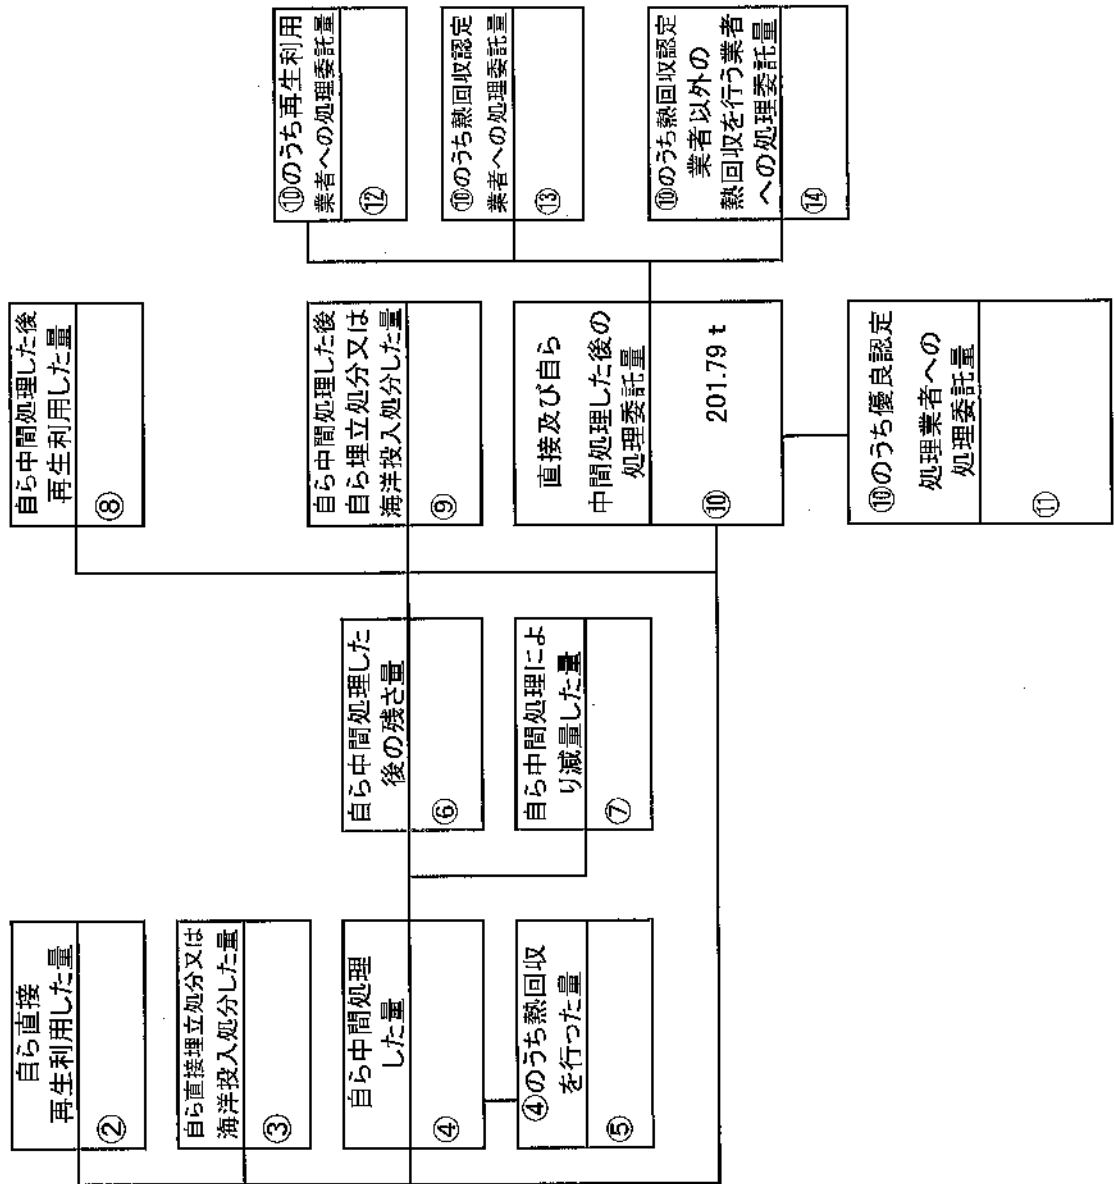 自ら直接
再生利用した量
②
自ら直接埋立処分又は
海洋投入処分した量
③
自ら中間処理
した量
④
④のうち熱回収
を行った量
⑤
自ら中間処理した
後の残さ量
⑥
自ら中間処理によ
り減量した量
⑦
自ら中間処理した後
再生利用した量
⑧
自ら中間処理した後
自ら埋立処分又は
海洋投入処分した量
⑨
直接及び自ら
中間処理した後の
処理委託量
⑩ 201.79 t
⑩のうち優良認定
処理業者への
処理委託量
⑪
⑩のうち再生利用
業者への処理委託量
⑫
⑩のうち熱回収認定
業者への処理委託量
⑬
⑩のうち熱回収認定
業者以外の
熱回収を行う業者
への処理委託量
⑭